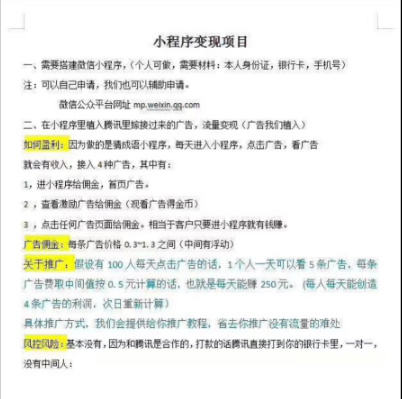 小程序变现项目
一、需要搭建微信小程序，（个人可做，需要材料：本人身份证，银行卡，手机号）
注：可以自己申请，我们也可以辅助申请。
微信公众平台网址 mp.weixin.qq.com
二、在小程序里植入腾讯里嫁接过来的广告，流量变现（广告我们植入）
如何盈利：因为做的是猜成语小程序，每天进入小程序，点击广告，看广告
就会有收入，接入 4 种广告，其中有：
1，进小程序给佣金，首页广告。
2 ，查看激励广告给佣金（观看广告得金币）
3 ，点击任何广告页面给佣金。相当于客户只要进小程序就有钱赚。
广告佣金：每条广告价格 0.3~1.3 之间（中间有浮动）
关于推广：假设有 100 人每天点击广告的话，1 个人一天可以看 5 条广告，每条
广告费取中间值按 0.5 元计算的话，也就是每天能赚 250 元。（每人每天能创造
4 条广告的利润，次日重新计算）
具体推广方式，我们会提供给你推广教程，省去你推广没有流量的难处
风控风险：基本没有，因为和腾讯是合作的，打款的话腾讯直接打到你的银行卡里，一对一，
没有中间人：